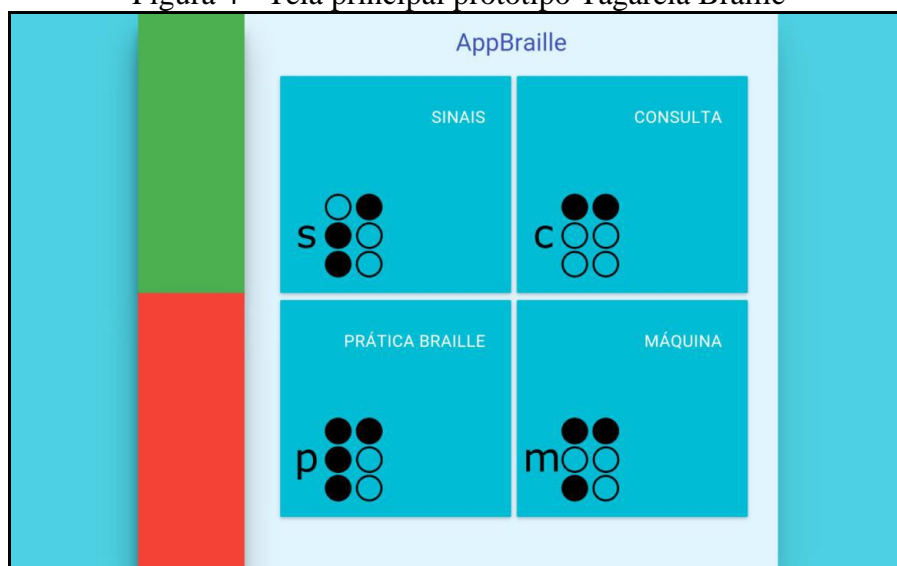 Figura 4 - Tela principal protótipo Tagarela Braille
AppBraille
SINAIS
CONSULTA
s
c
PRÁTICA BRAILLE
MÁQUINA
p
m